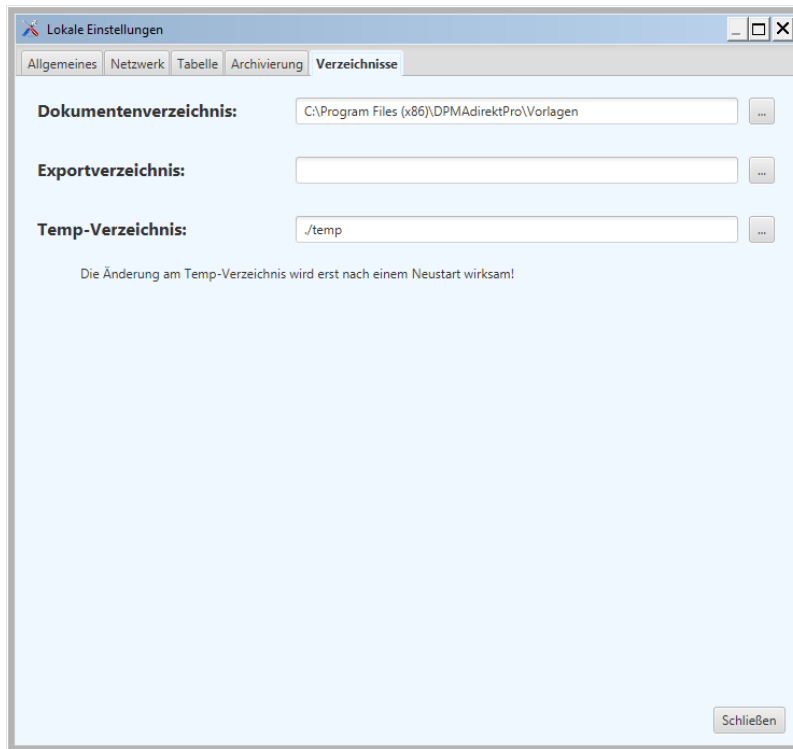 Lokale Einstellungen
Allgemeines Netzwerk Tabelle Archivierung Verzeichnisse
Dokumentenverzeichnis: C:\Program Files (x86)\DPMAdirektPro\Vorlagen ...
Exportverzeichnis: ...
Temp-Verzeichnis: ./temp ...
Die Änderung am Temp-Verzeichnis wird erst nach einem Neustart wirksam!
Schließen